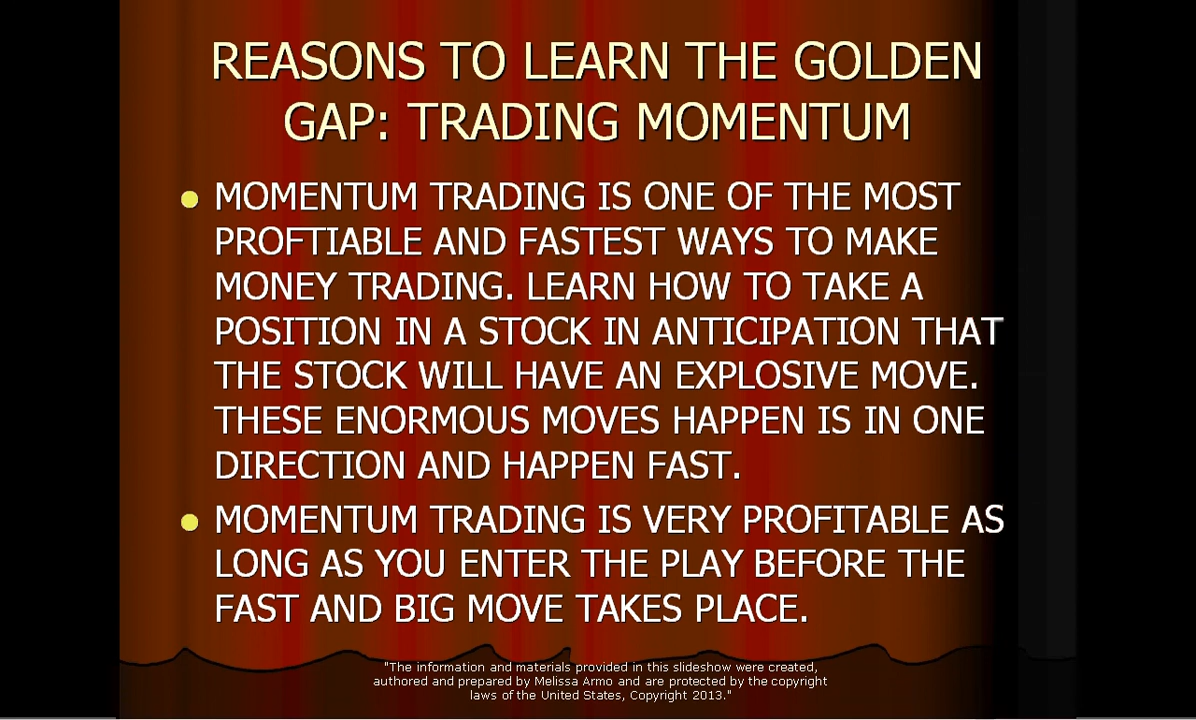 REASONS TO LEARN THE GOLDEN
GAP: TRADING MOMENTUM
MOMENTUM TRADING IS ONE OF THE MOST
PROFTIABLE AND FASTEST WAYS TO MAKE
MONEY TRADING. LEARN HOW TO TAKE A
POSITION IN A STOCK IN ANTICIPATION THAT
THE STOCK WILL HAVE AN EXPLOSIVE MOVE.
THESE ENORMOUS MOVES HAPPEN IS IN ONE
DIRECTION AND HAPPEN FAST.
MOMENTUM TRADING IS VERY PROFITABLE AS
LONG AS YOU ENTER THE PLAY BEFORE THE
FAST AND BIG MOVE TAKES PLACE.
"The information and materials provided in this slideshow were created,
authored and prepared by Melissa Armo and are protected by the copyright
laws of the United States, Copyright 2013."